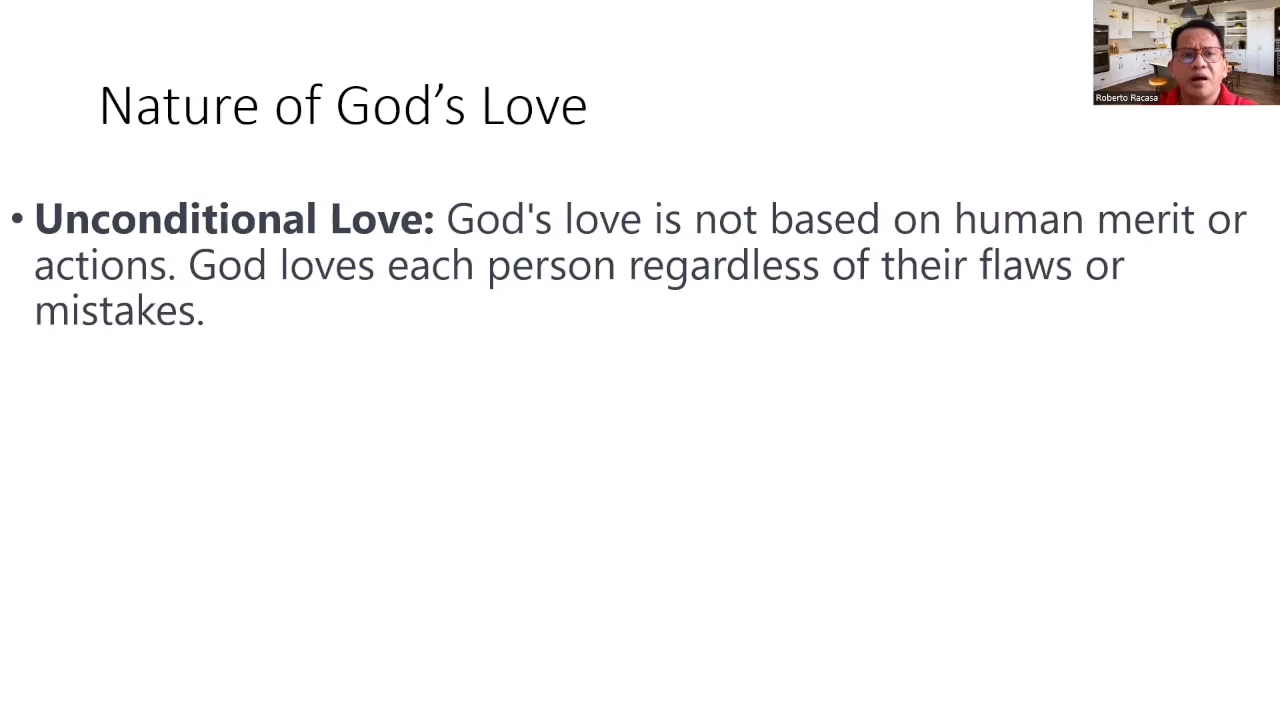 Nature of God’s Love
• Unconditional Love: God's love is not based on human merit or
actions. God loves each person regardless of their flaws or
mistakes.
Roberto Racasa